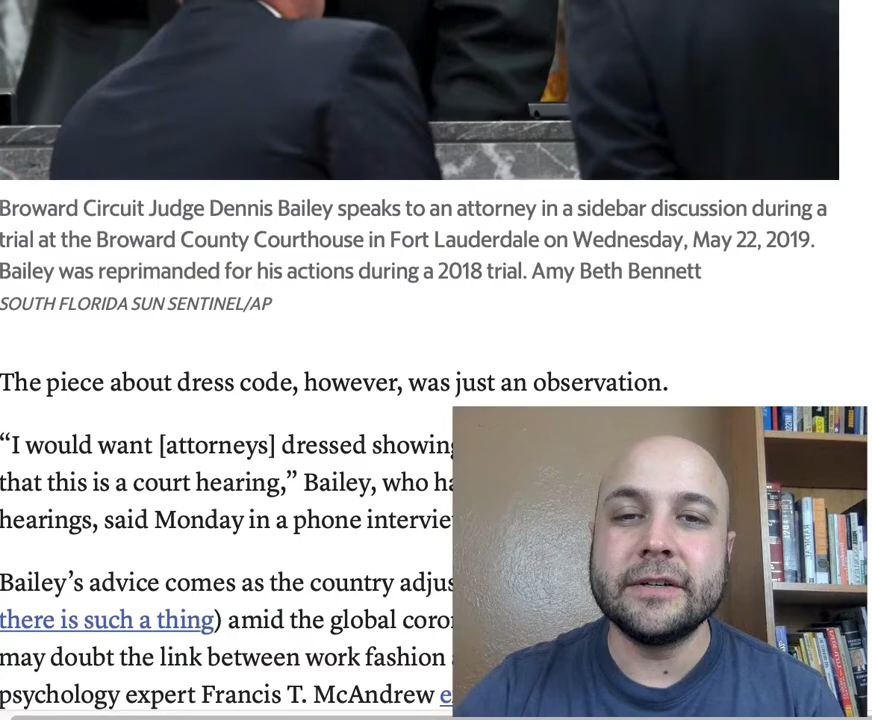 Broward Circuit Judge Dennis Bailey speaks to an attorney in a sidebar discussion during a
trial at the Broward County Courthouse in Fort Lauderdale on Wednesday, May 22, 2019.
Bailey was reprimanded for his actions during a 2018 trial. Amy Beth Bennett
SOUTH FLORIDA SUN SENTINEL/AP
The piece about dress code, however, was just an observation.
“I would want [attorneys] dressed showing
that this is a court hearing,” Bailey, who ha
hearings, said Monday in a phone intervie
Bailey’s advice comes as the country adjus
there is such a thing) amid the global coro
may doubt the link between work fashion
psychology expert Francis T. McAndrew e